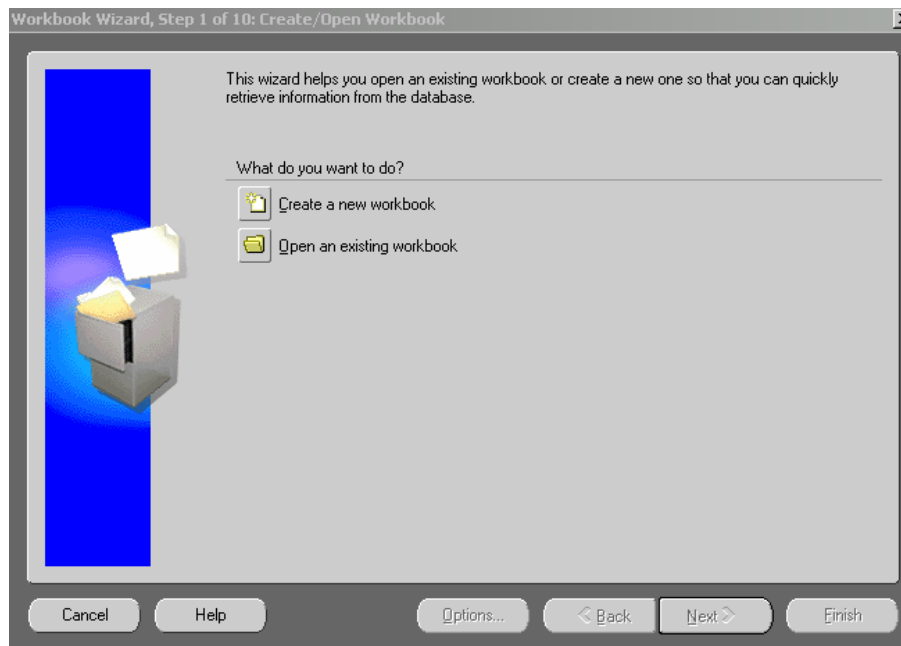 Workbook Wizard, Step 1 of 10: Create/Open Workbook
This wizard helps you open an existing workbook or create a new one so that you can quickly
retrieve information from the database.
What do you want to do?
Create a new workbook
Open an existing workbook
Cancel Help Options... < Back Next > Finish